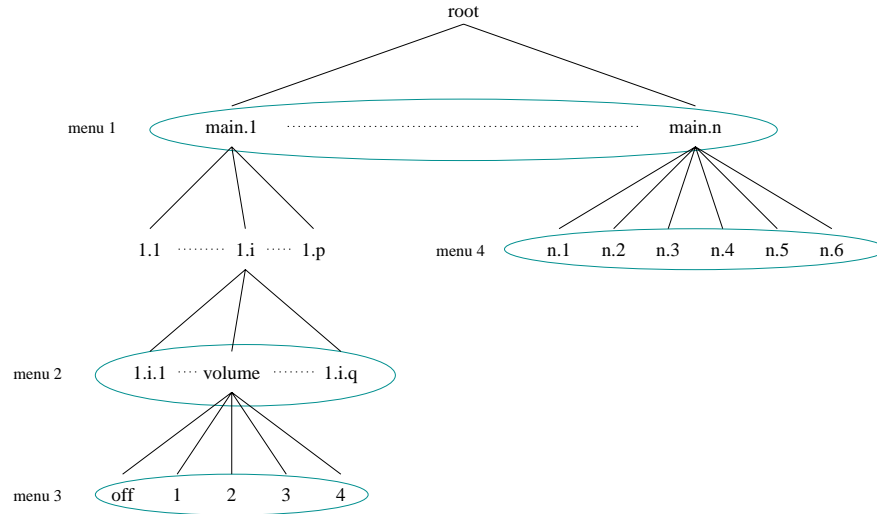 root
menu 1 main.1 main.n
1.1 1.i 1.p menu 4 n.1 n.2 n.3 n.4 n.5 n.6
menu 2 1.i.1 volume 1.i.q
menu 3 off 1 2 3 4